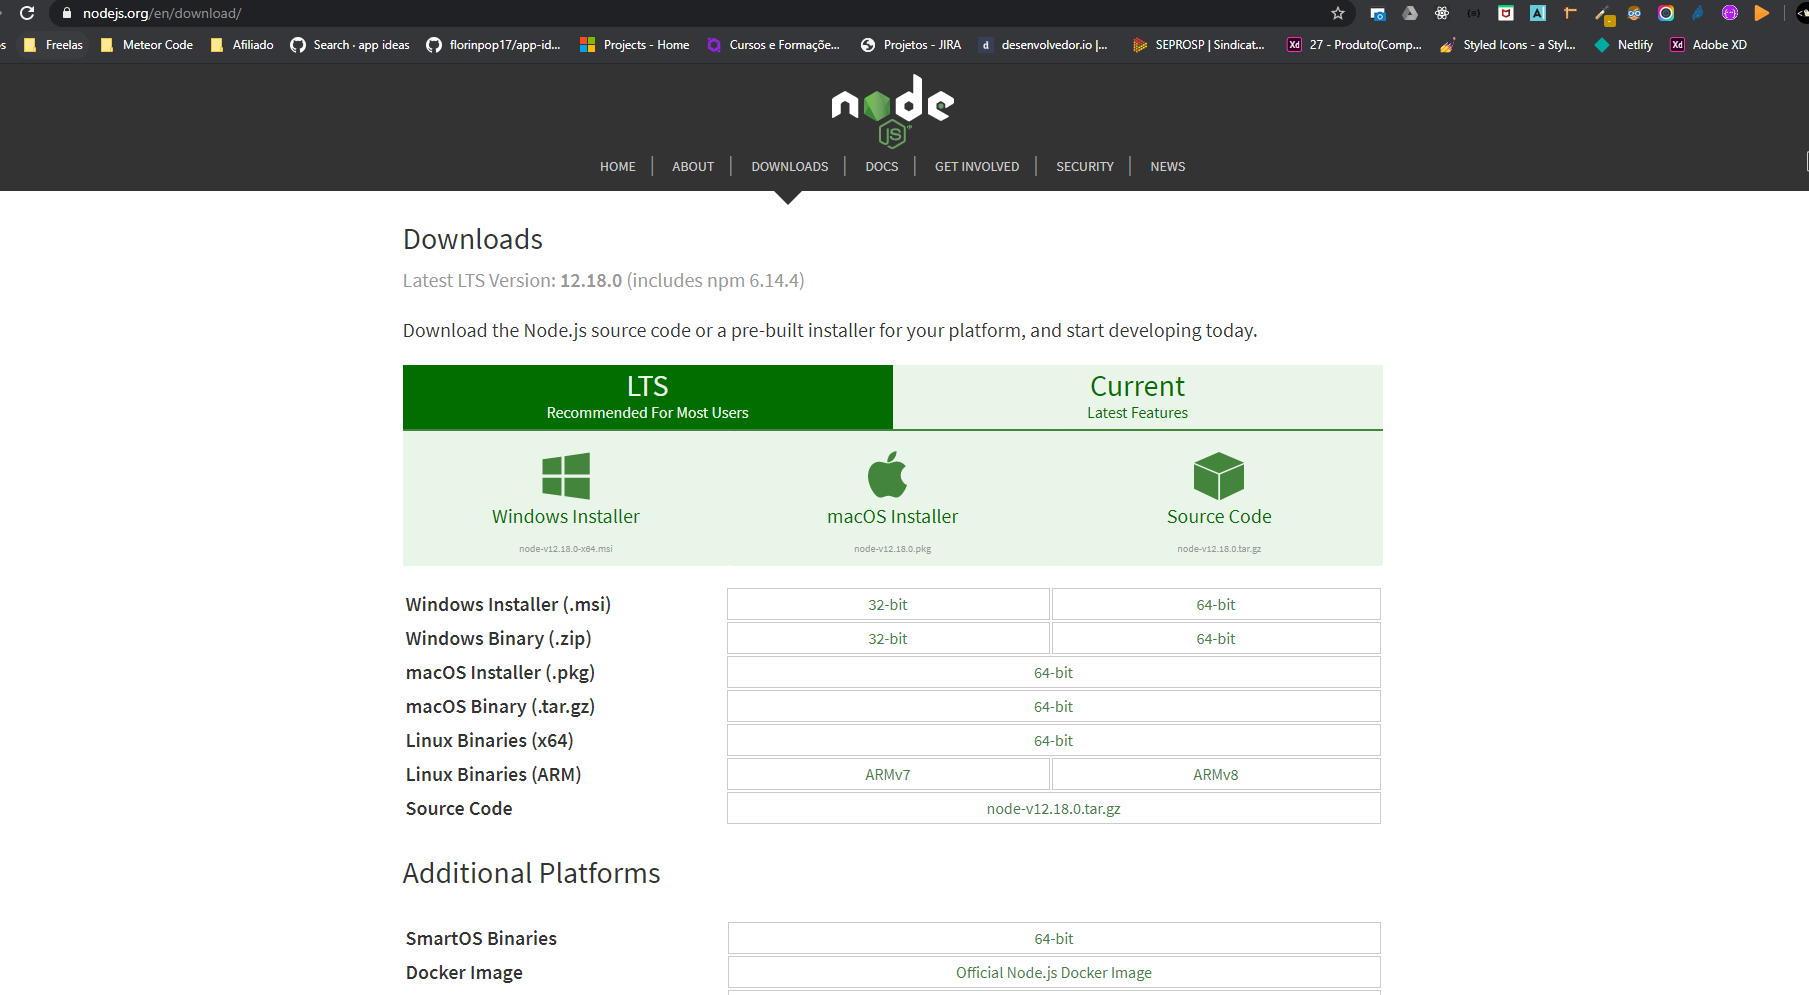 nodejs.org/en/download/
s Freelas Meteor Code Afiliado Search · app ideas florinpop17/app-id... Projects - Home Cursos e Formaçõe... Projetos - JIRA desenvolvedor.io |... SEPROSP | Sindicat... 27 - Produto(Comp... Styled Icons - a Styl... Netlify Adobe XD
node
JS
HOME ABOUT DOWNLOADS DOCS GET INVOLVED SECURITY NEWS
Downloads
Latest LTS Version: 12.18.0 (includes npm 6.14.4)
Download the Node.js source code or a pre-built installer for your platform, and start developing today.
LTS Current
Recommended For Most Users Latest Features
Windows Installer macOS Installer Source Code
node-v12.18.0-x64.msi node-v12.18.0.pkg node-v12.18.0.tar.gz
Windows Installer (.msi) 32-bit 64-bit
Windows Binary (.zip) 32-bit 64-bit
macOS Installer (.pkg) 64-bit
macOS Binary (.tar.gz) 64-bit
Linux Binaries (x64) 64-bit
Linux Binaries (ARM) ARMv7 ARMv8
Source Code node-v12.18.0.tar.gz
Additional Platforms
SmartOS Binaries 64-bit
Docker Image Official Node.js Docker Image